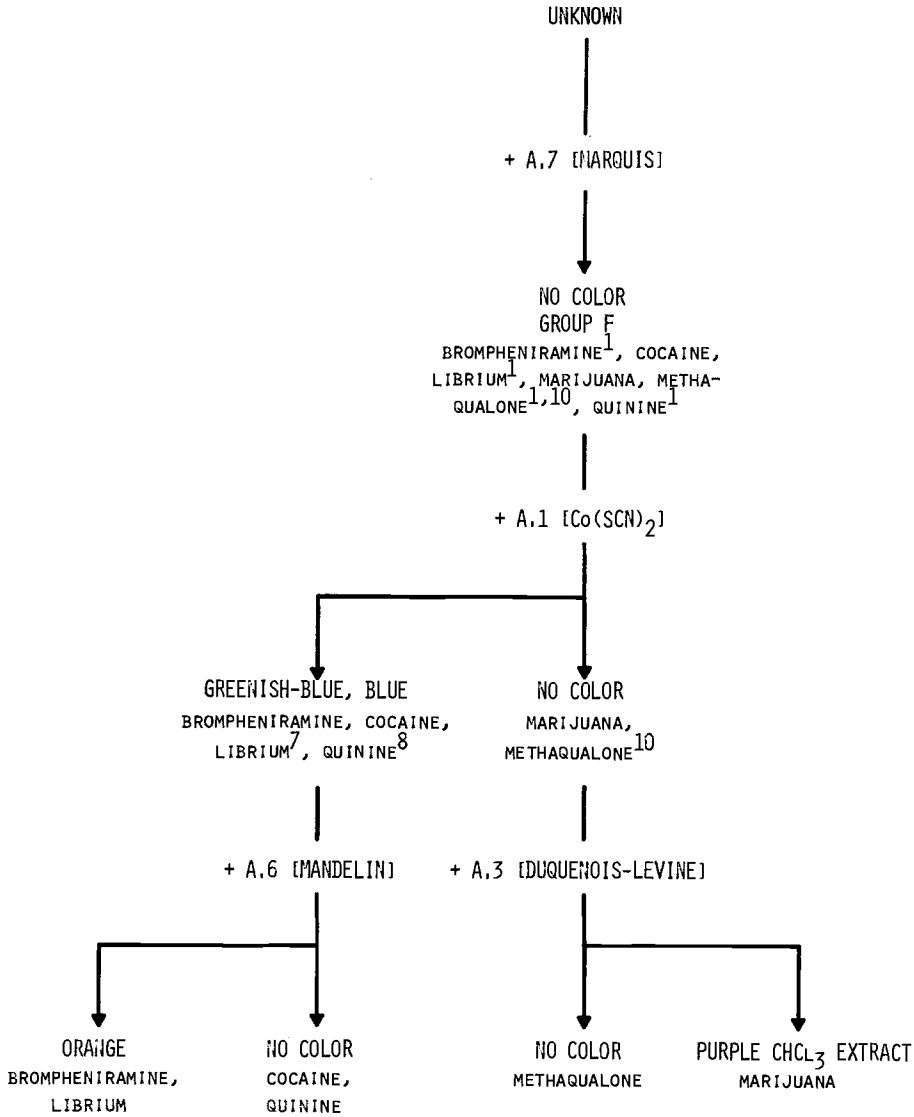 UNKNOWN
+ A.7 [MARQUIS]
NO COLOR
GROUP F
BROMPHENIRAMINE1, COCAINE,
LIBRIUM1, MARIJUANA, METHA-
QUALONE1,10, QUININE1
+ A.1 [Co(SCN)2]
GREENISH-BLUE, BLUE
BROMPHENIRAMINE, COCAINE,
LIBRIUM7, QUININE8
NO COLOR
MARIJUANA,
METHAQUALONE10
+ A.6 [MANDELIN]
+ A.3 [DUQUENOIS-LEVINE]
ORANGE
BROMPHENIRAMINE,
LIBRIUM
NO COLOR
COCAINE,
QUININE
NO COLOR
METHAQUALONE
PURPLE CHCL3 EXTRACT
MARIJUANA